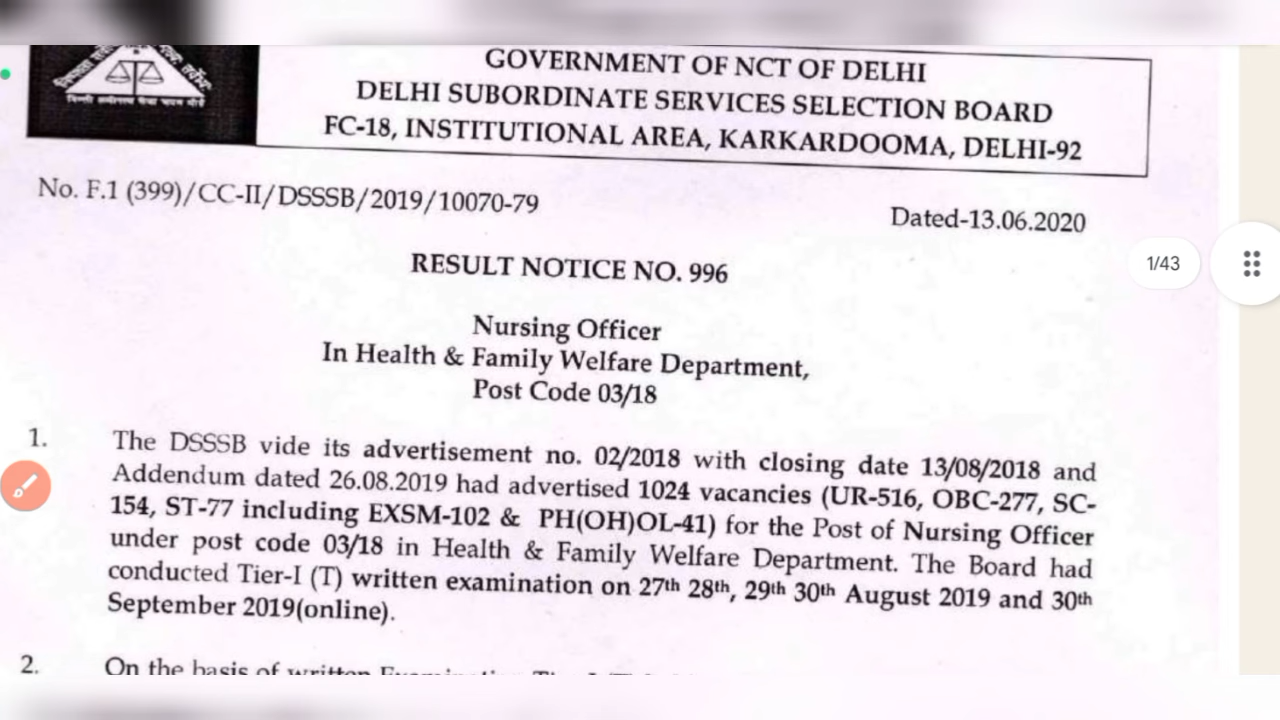 GOVERNMENT OF NCT OF DELHI
DELHI SUBORDINATE SERVICES SELECTION BOARD
FC-18, INSTITUTIONAL AREA, KARKARDOOMA, DELHI-92
No. F.1 (399)/CC-II/DSSSB/2019/10070-79
Dated-13.06.2020
1/43
RESULT NOTICE NO. 996
Nursing Officer
In Health & Family Welfare Department,
Post Code 03/18
1. The DSSSB vide its advertisement no. 02/2018 with closing date 13/08/2018 and
Addendum dated 26.08.2019 had advertised 1024 vacancies (UR-516, OBC-277, SC-
154, ST-77 including EXSM-102 & PH(OH)OL-41) for the Post of Nursing Officer
under post code 03/18 in Health & Family Welfare Department. The Board had
conducted Tier-I (T) written examination on 27th 28th, 29th 30th August 2019 and 30th
September 2019(online).
2. On the basis of written Examination